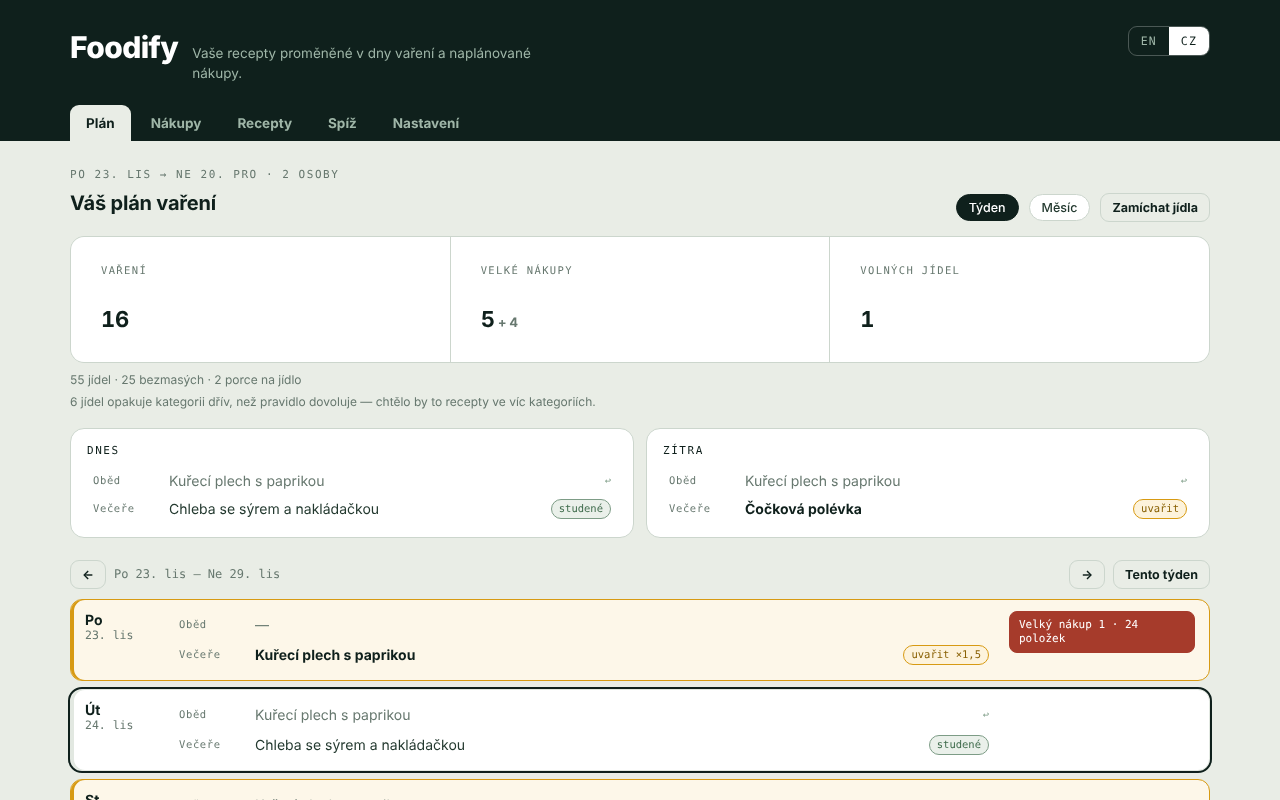 Foodify
Vaše recepty proměněné v dny vaření a naplánované
nákupy.
EN CZ
Plán Nákupy Recepty Spíž Nastavení
PO 23. LIS → NE 20. PRO · 2 OSOBY
Váš plán vaření
Týden Měsíc Zamíchat jídla
VAŘENÍ VELKÉ NÁKUPY VOLNÝCH JÍDEL
16 5 + 4 1
55 jídel · 25 bezmasých · 2 porce na jídlo
6 jídel opakuje kategorii dřív, než pravidlo dovoluje — chtělo by to recepty ve víc kategoriích.
DNES
Oběd Kuřecí plech s paprikou ↩
Večeře Chleba se sýrem a nakládačkou studené
ZÍTRA
Oběd Kuřecí plech s paprikou ↩
Večeře Čočková polévka uvařit
← Po 23. lis — Ne 29. lis → Tento týden
Po
23. lis
Oběd —
Večeře Kuřecí plech s paprikou uvařit ×1,5
Velký nákup 1 · 24
položek
Út
24. lis
Oběd Kuřecí plech s paprikou ↩
Večeře Chleba se sýrem a nakládačkou studené